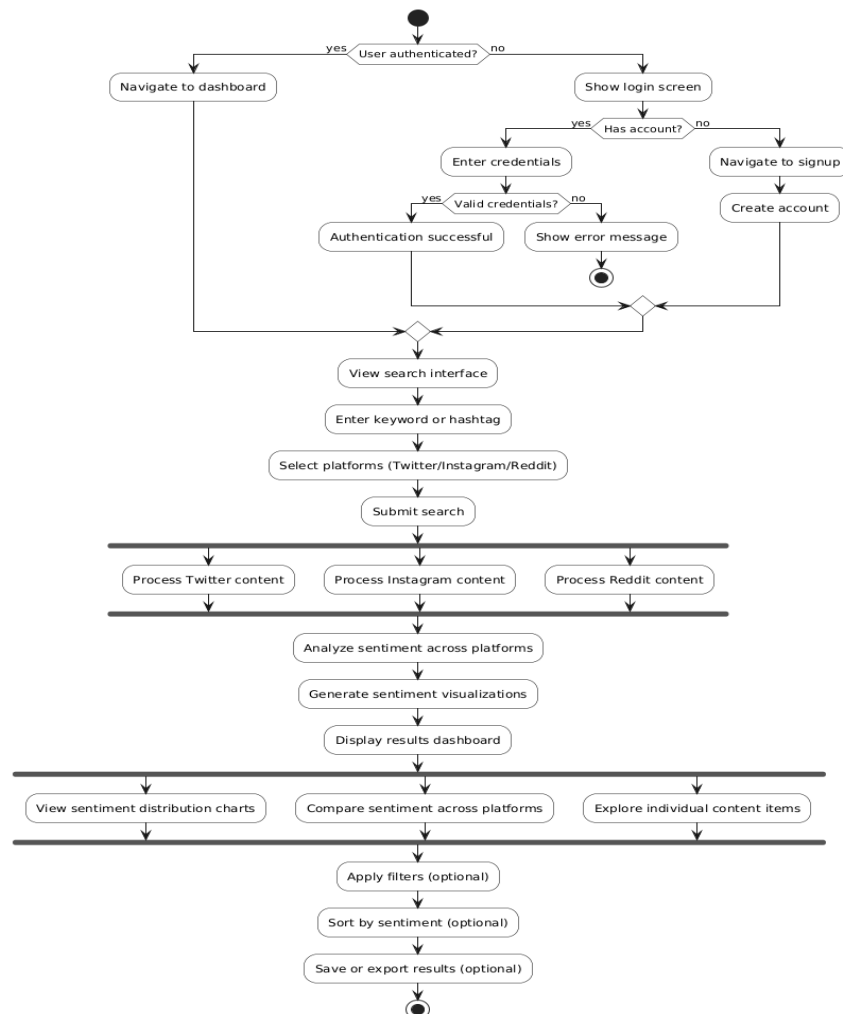 User authenticated?
yes
no
Navigate to dashboard
Show login screen
Has account?
yes
no
Enter credentials
Navigate to signup
Valid credentials?
yes
no
Create account
Authentication successful
Show error message
View search interface
Enter keyword or hashtag
Select platforms (Twitter/Instagram/Reddit)
Submit search
Process Twitter content
Process Instagram content
Process Reddit content
Analyze sentiment across platforms
Generate sentiment visualizations
Display results dashboard
View sentiment distribution charts
Compare sentiment across platforms
Explore individual content items
Apply filters (optional)
Sort by sentiment (optional)
Save or export results (optional)